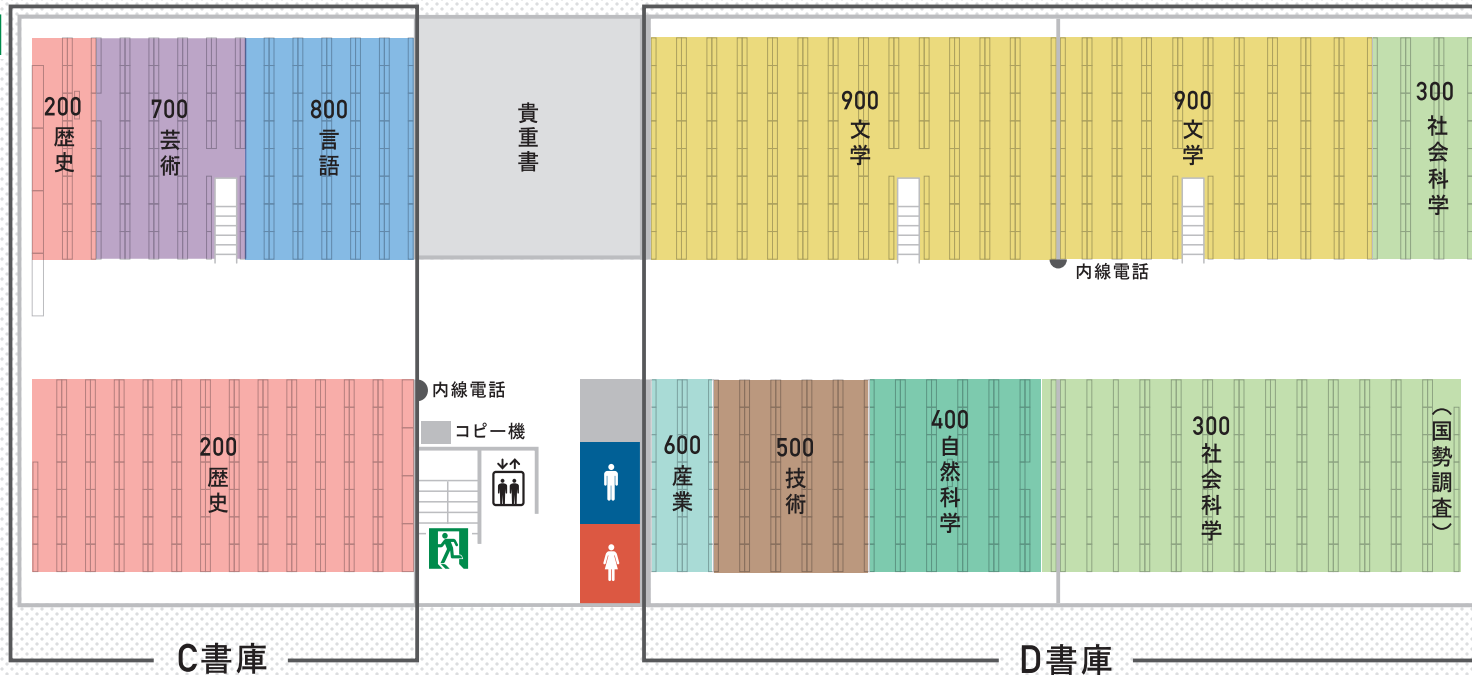 200
歴史
700
芸術
800
言語
貴重書
900
文学
900
文学
300
社会科学
内線電話
200
歴史
内線電話
コピー機
600
産業
500
技術
400
自然科学
300
社会科学
（国勢調査）
C書庫
D書庫